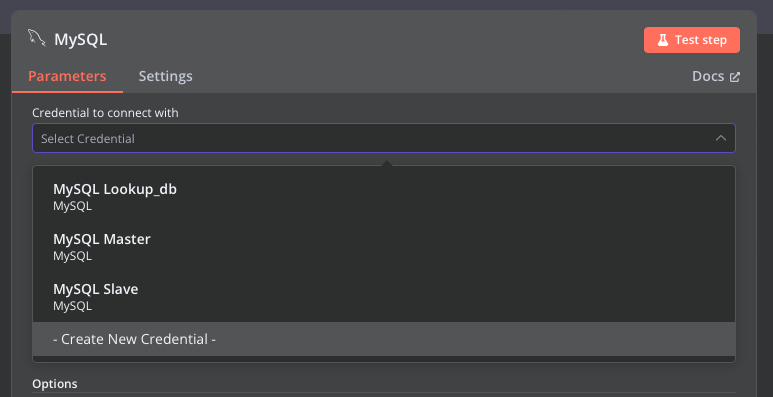 MySQL
Test step
Parameters
Settings
Docs
Credential to connect with
Select Credential
MySQL Lookup_db
MySQL
MySQL Master
MySQL
MySQL Slave
MySQL
- Create New Credential -
Options